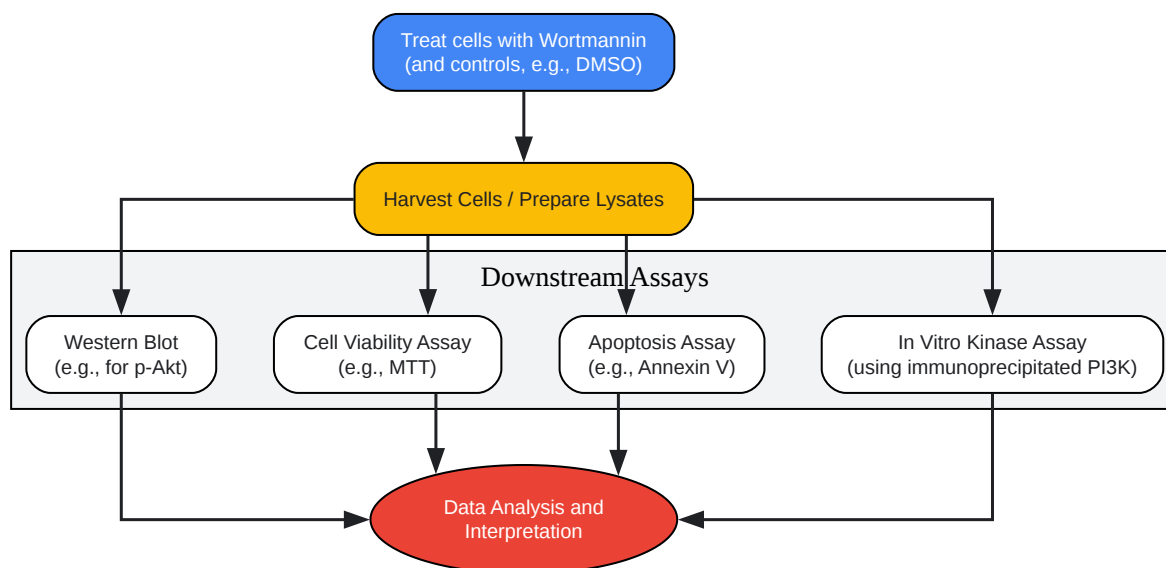 Treat cells with Wortmannin
(and controls, e.g., DMSO)
Harvest Cells / Prepare Lysates
Downstream Assays
Western Blot
(e.g., for p-Akt)
Cell Viability Assay
(e.g., MTT)
Apoptosis Assay
(e.g., Annexin V)
In Vitro Kinase Assay
(using immunoprecipitated PI3K)
Data Analysis and
Interpretation